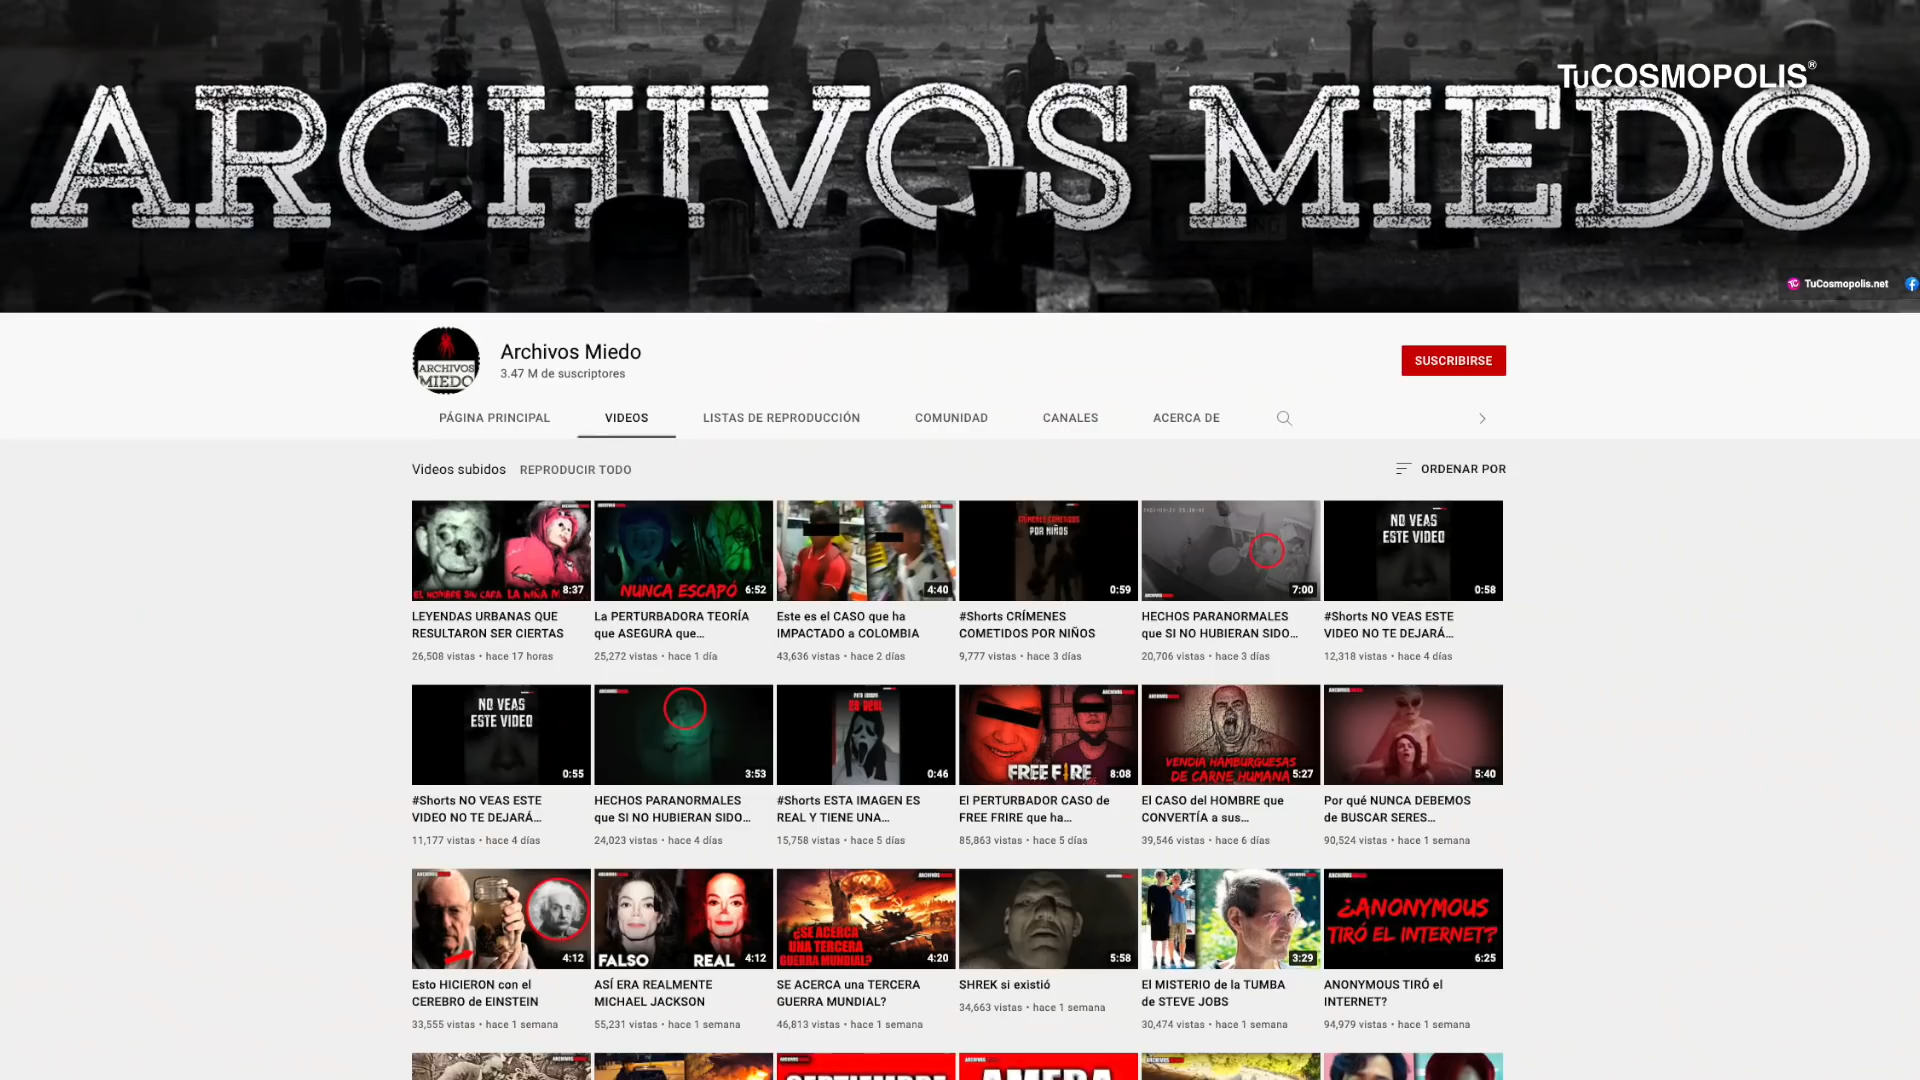 ARCHIVOS MIEDO
TuCOSMOPOLIS®
TuCosmopolis.net
ARCHIVOS
MIEDO
Archivos Miedo
3.47 M de suscriptores
SUSCRIBIRSE
PÁGINA PRINCIPAL
VIDEOS
LISTAS DE REPRODUCCIÓN
COMUNIDAD
CANALES
ACERCA DE
Videos subidos
REPRODUCIR TODO
ORDENAR POR
EL HOMBRE SIN CARA LA NIÑA
8:37
NUNCA ESCAPÓ
6:52
4:40
CRÍMENES COMETIDOS
POR NIÑOS
0:59
7:00
NO VEAS
ESTE VIDEO
0:58
LEYENDAS URBANAS QUE
RESULTARON SER CIERTAS
26,508 vistas • hace 17 horas
La PERTURBADORA TEORÍA
que ASEGURA que...
25,272 vistas • hace 1 día
Este es el CASO que ha
IMPACTADO a COLOMBIA
43,636 vistas • hace 2 días
#Shorts CRÍMENES
COMETIDOS POR NIÑOS
9,777 vistas • hace 3 días
HECHOS PARANORMALES
que SI NO HUBIERAN SIDO...
20,706 vistas • hace 3 días
#Shorts NO VEAS ESTE
VIDEO NO TE DEJARÁ...
12,318 vistas • hace 4 días
NO VEAS
ESTE VIDEO
0:55
3:53
ES REAL
0:46
FREE FIRE
8:08
VENDÍA HAMBURGUESAS
DE CARNE HUMANA
5:27
5:40
#Shorts NO VEAS ESTE
VIDEO NO TE DEJARÁ...
11,177 vistas • hace 4 días
HECHOS PARANORMALES
que SI NO HUBIERAN SIDO...
24,023 vistas • hace 4 días
#Shorts ESTA IMAGEN ES
REAL Y TIENE UNA...
15,758 vistas • hace 5 días
El PERTURBADOR CASO de
FREE FRIRE que ha...
85,863 vistas • hace 5 días
El CASO del HOMBRE que
CONVERTÍA a sus...
39,546 vistas • hace 6 días
Por qué NUNCA DEBEMOS
de BUSCAR SERES...
90,524 vistas • hace 1 semana
4:12
FALSO
REAL
4:12
¿SE ACERCA
UNA TERCERA
GUERRA MUNDIAL?
4:20
5:58
3:29
¿ANONYMOUS
TIRÓ EL INTERNET?
6:25
Esto HICIERON con el
CEREBRO de EINSTEIN
33,555 vistas • hace 1 semana
ASÍ ERA REALMENTE
MICHAEL JACKSON
55,231 vistas • hace 1 semana
SE ACERCA una TERCERA
GUERRA MUNDIAL?
46,813 vistas • hace 1 semana
SHREK si existió
34,663 vistas • hace 1 semana
El MISTERIO de la TUMBA
de STEVE JOBS
30,474 vistas • hace 1 semana
ANONYMOUS TIRÓ el
INTERNET?
94,979 vistas • hace 1 semana